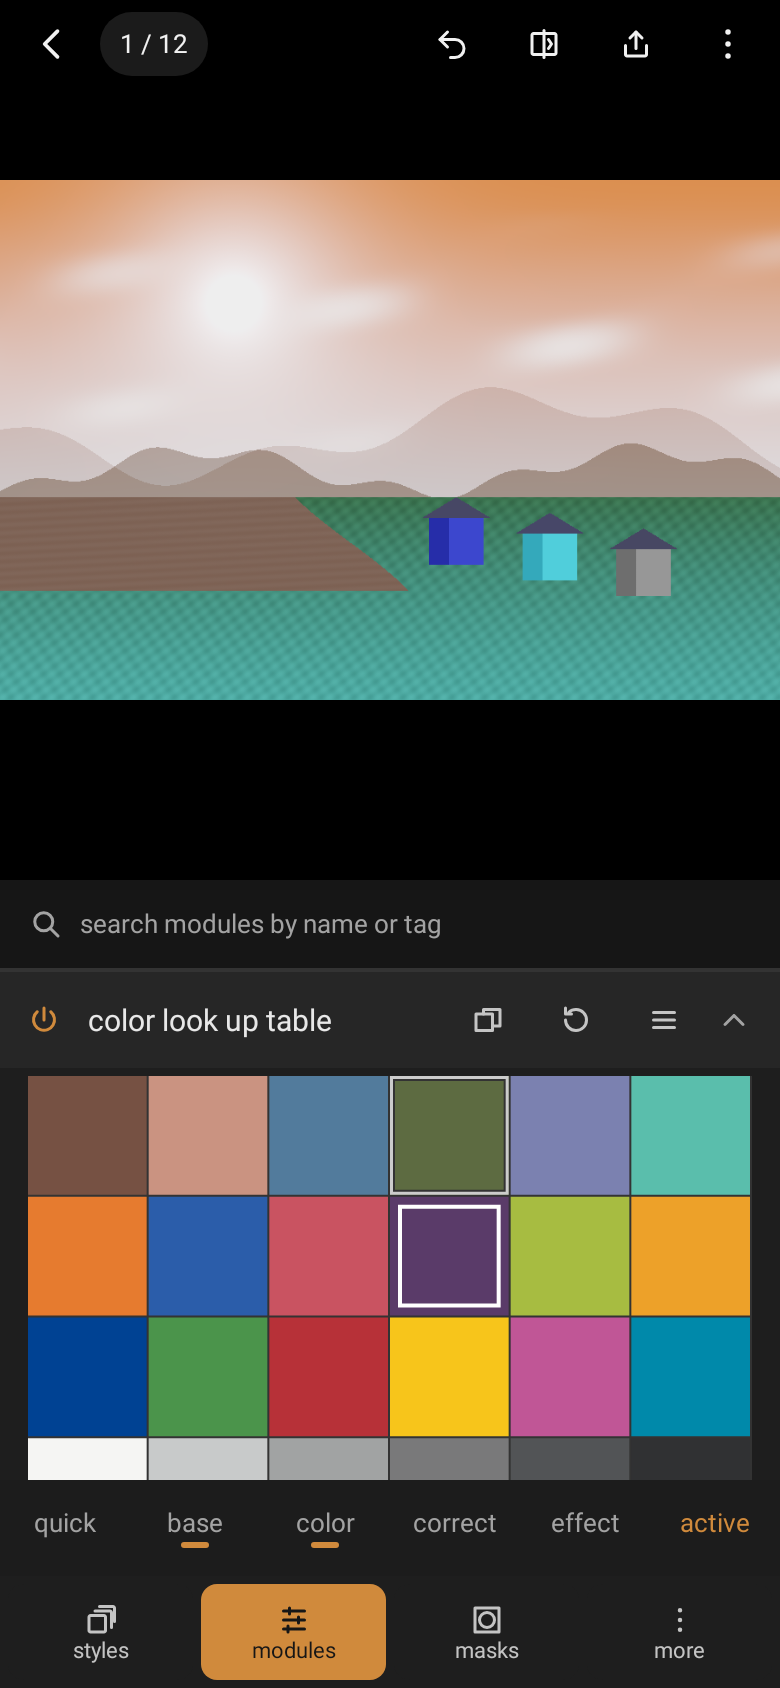 1 / 12
search modules by name or tag
color look up table
quick base color correct effect active
styles modules masks more